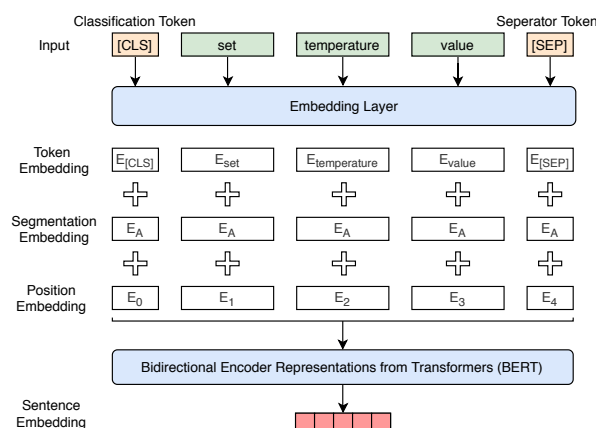 Classification Token Seperator Token
Input [CLS] set temperature value [SEP]
Embedding Layer
Token
Embedding
E[CLS] Eset Etemperature Evalue E[SEP]
Segmentation
Embedding
EA EA EA EA EA
Position
Embedding
E0 E1 E2 E3 E4
Bidirectional Encoder Representations from Transformers (BERT)
Sentence
Embedding